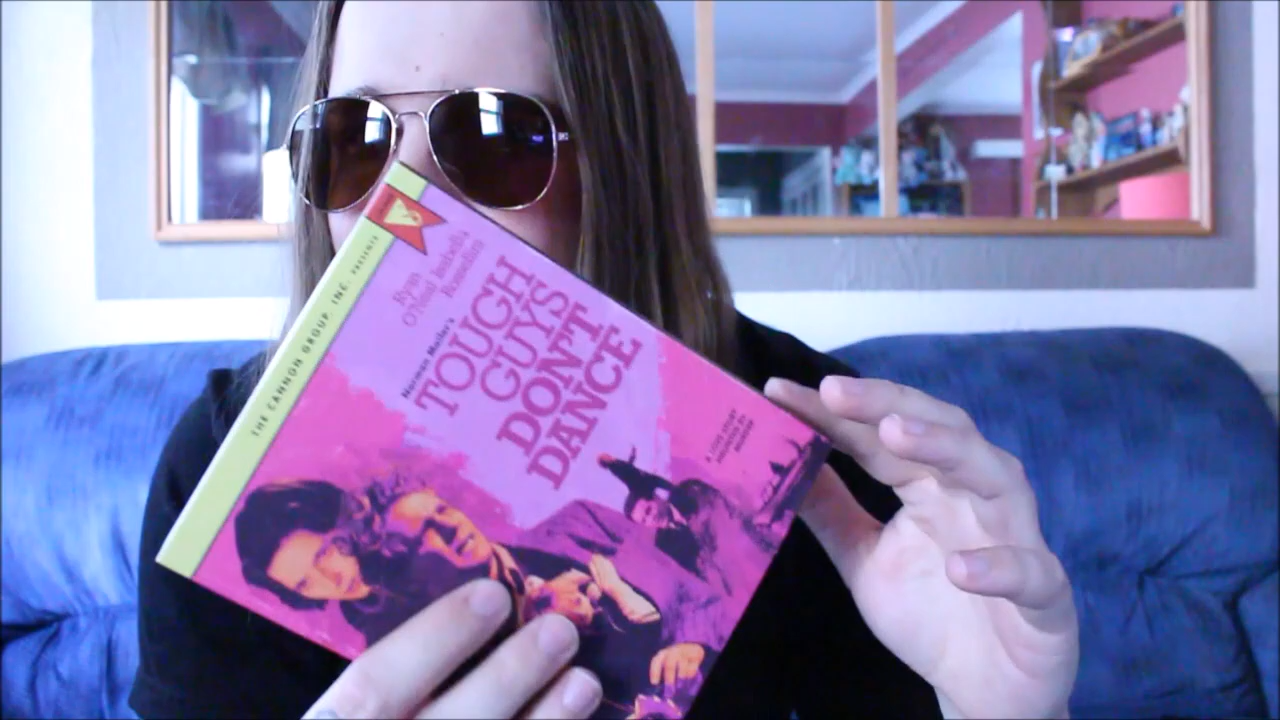 THE CANNON GROUP, INC. PRESENTS
Ryan
O'Neal
Isabella
Rossellini
Norman Mailer's
TOUGH
GUYS
DON'T
DANCE